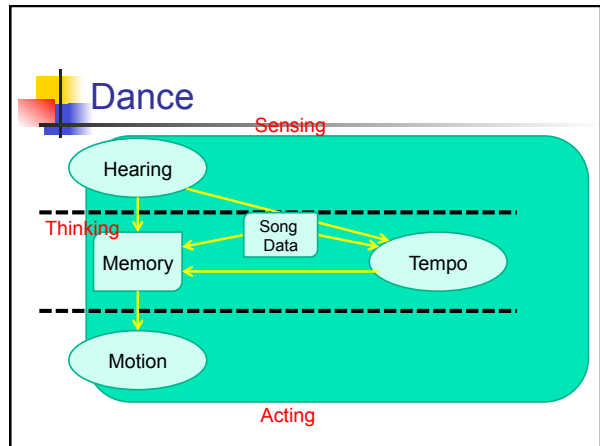 Dance
Sensing
Hearing
Thinking
Song
Data
Memory
Tempo
Motion
Acting